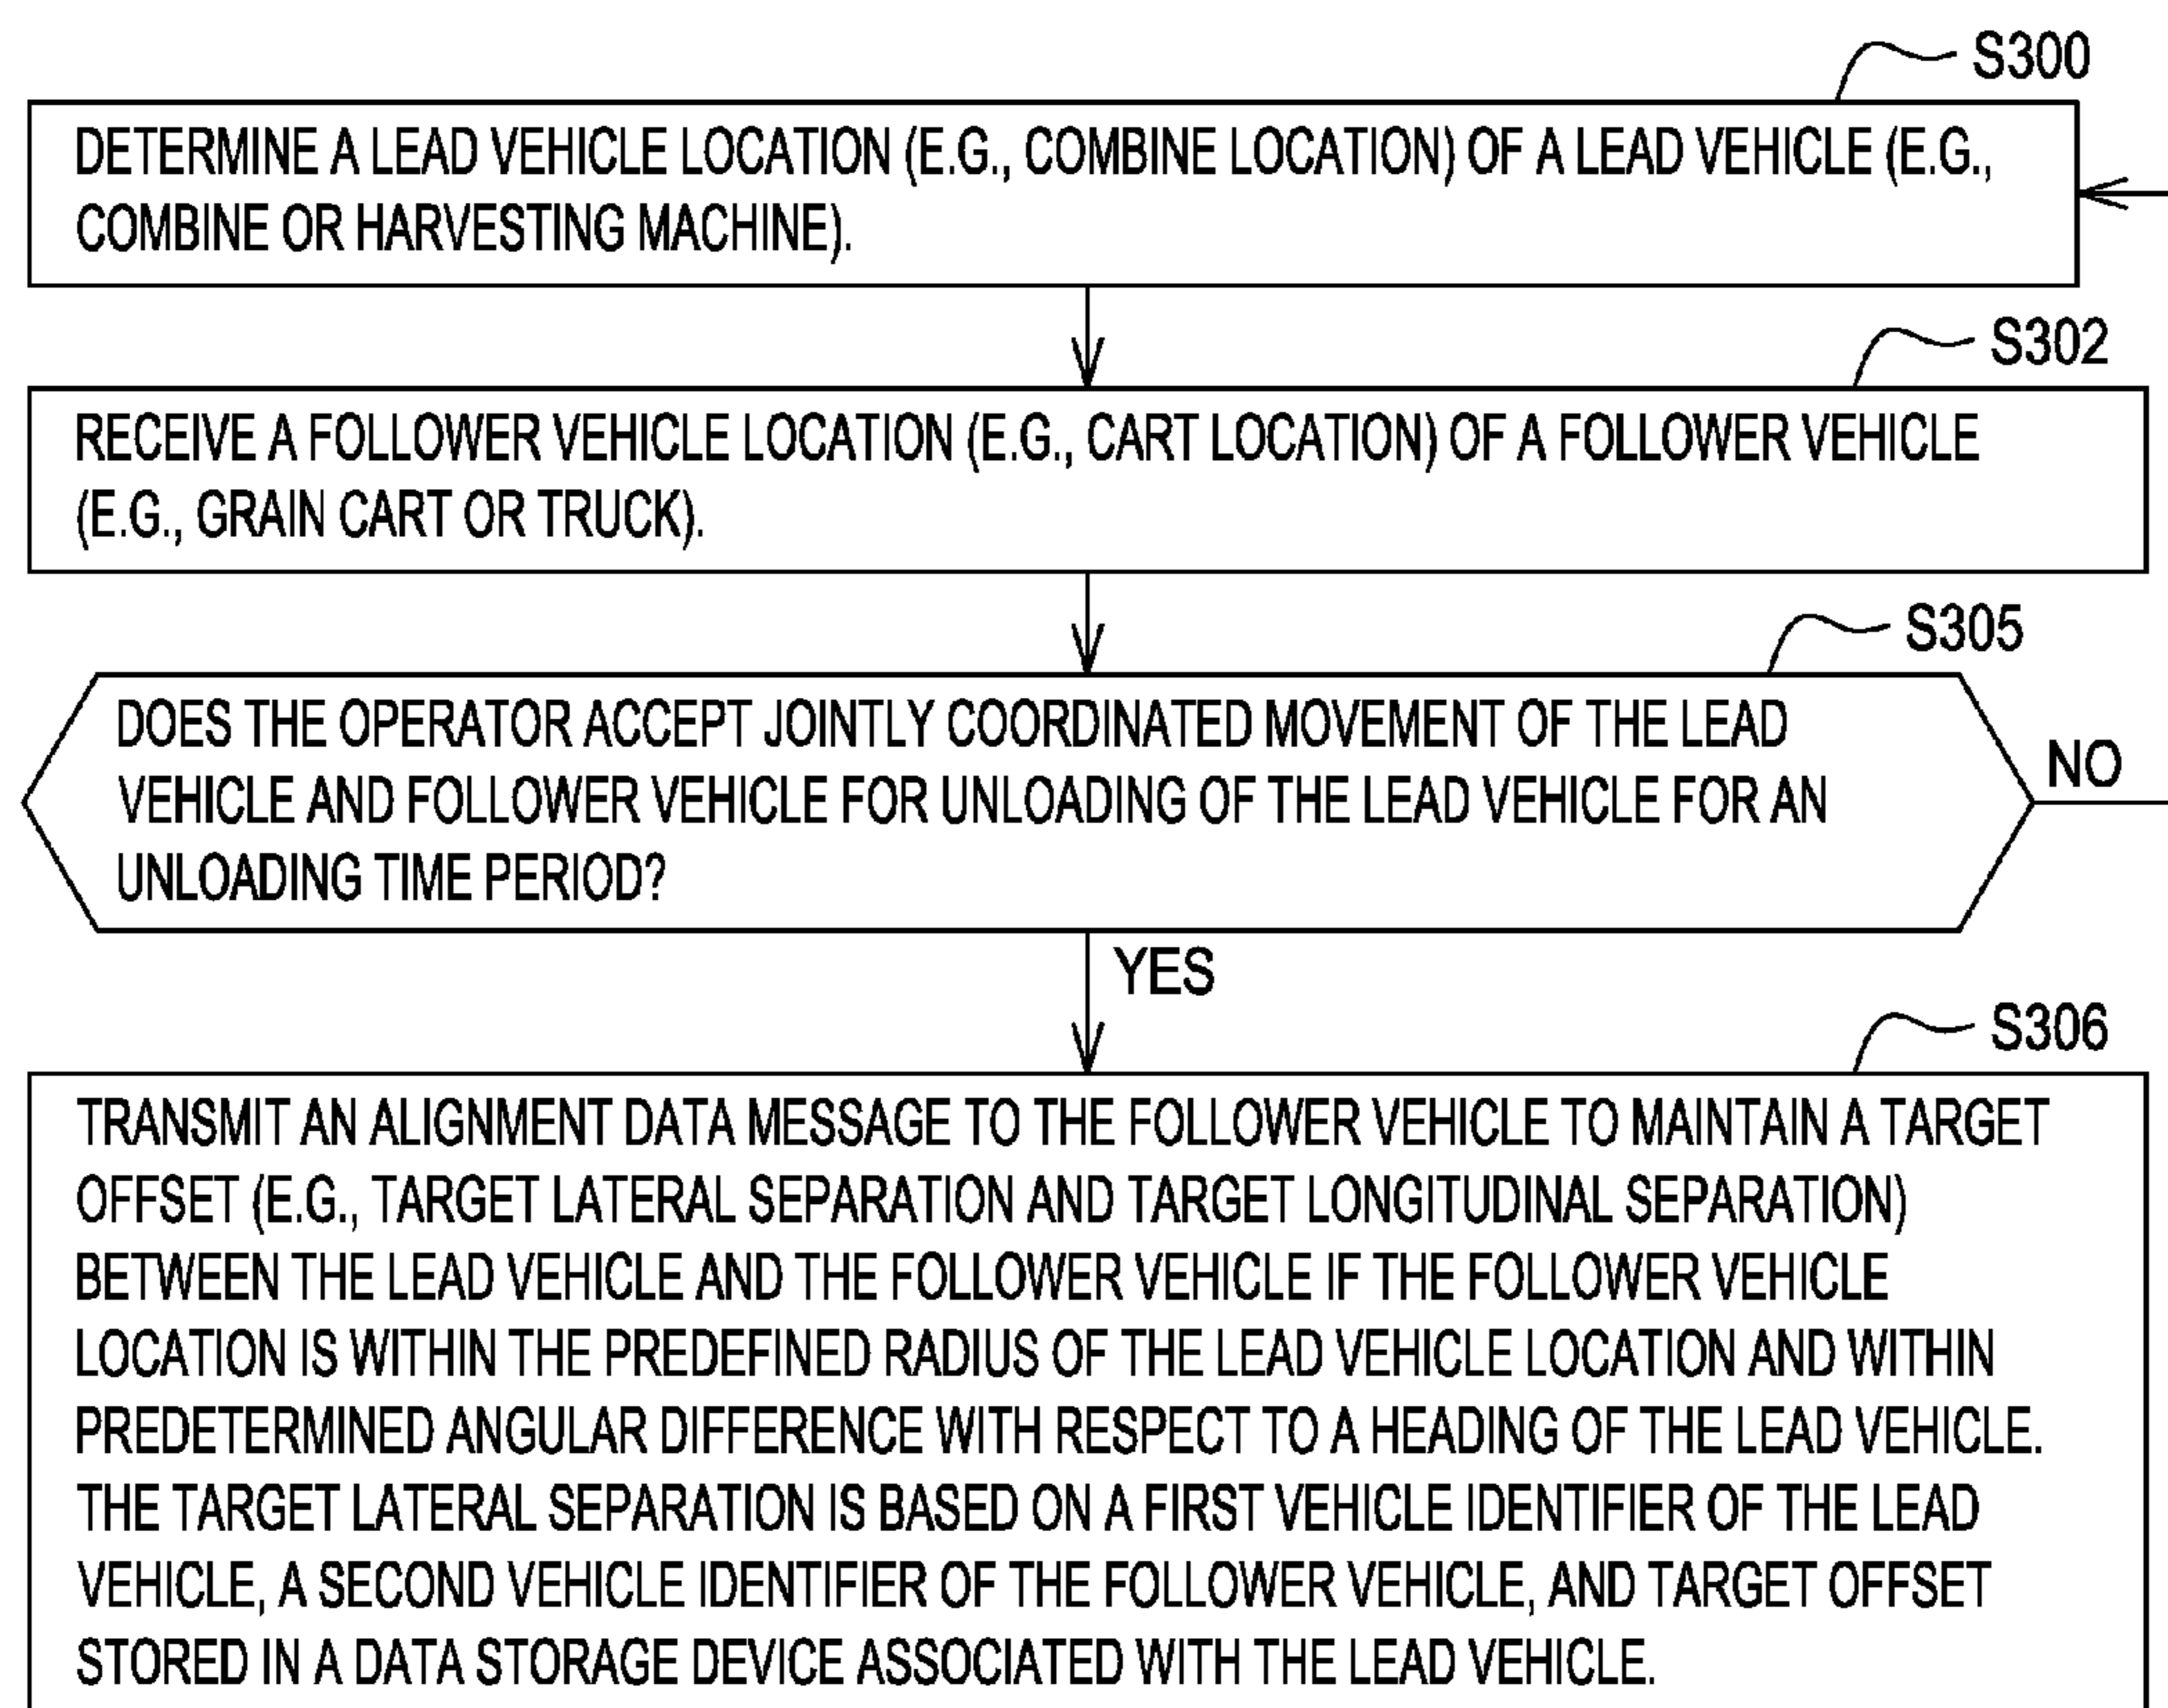 S300
DETERMINE A LEAD VEHICLE LOCATION (E.G., COMBINE LOCATION) OF A LEAD VEHICLE (E.G.,
COMBINE OR HARVESTING MACHINE).
S302
RECEIVE A FOLLOWER VEHICLE LOCATION (E.G., CART LOCATION) OF A FOLLOWER VEHICLE
(E.G., GRAIN CART OR TRUCK).
S305
DOES THE OPERATOR ACCEPT JOINTLY COORDINATED MOVEMENT OF THE LEAD
VEHICLE AND FOLLOWER VEHICLE FOR UNLOADING OF THE LEAD VEHICLE FOR AN
UNLOADING TIME PERIOD?
NO
YES
S306
TRANSMIT AN ALIGNMENT DATA MESSAGE TO THE FOLLOWER VEHICLE TO MAINTAIN A TARGET
OFFSET (E.G., TARGET LATERAL SEPARATION AND TARGET LONGITUDINAL SEPARATION)
BETWEEN THE LEAD VEHICLE AND THE FOLLOWER VEHICLE IF THE FOLLOWER VEHICLE
LOCATION IS WITHIN THE PREDEFINED RADIUS OF THE LEAD VEHICLE LOCATION AND WITHIN
PREDETERMINED ANGULAR DIFFERENCE WITH RESPECT TO A HEADING OF THE LEAD VEHICLE.
THE TARGET LATERAL SEPARATION IS BASED ON A FIRST VEHICLE IDENTIFIER OF THE LEAD
VEHICLE, A SECOND VEHICLE IDENTIFIER OF THE FOLLOWER VEHICLE, AND TARGET OFFSET
STORED IN A DATA STORAGE DEVICE ASSOCIATED WITH THE LEAD VEHICLE.